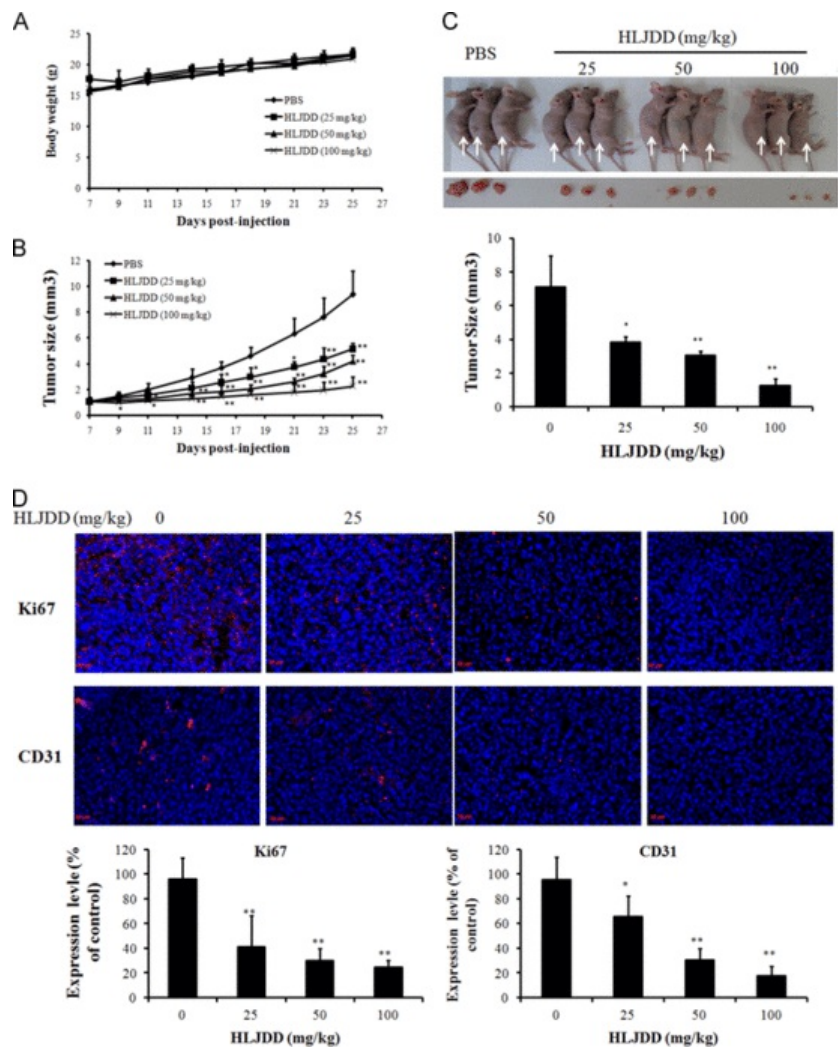 A
Body weight (g)
25
20
15
10
5
0
PBS
HLJDD (25 mg/kg)
HLJDD (50 mg/kg)
HLJDD (100 mg/kg)
7 9 11 13 15 17 19 21 23 25 27
Days post-injection
B
Tumor size (mm3)
12
10
8
6
4
2
0
PBS
HLJDD (25 mg/kg)
HLJDD (50 mg/kg)
HLJDD (100 mg/kg)
7 9 11 13 15 17 19 21 23 25 27
Days post-injection
C
HLJDD (mg/kg)
PBS
25 50 100
Tumor Size (mm3)
10
8
6
4
2
0
* ** **
0 25 50 100
HLJDD (mg/kg)
D
HLJDD (mg/kg) 0 25 50 100
Ki67
CD31
Ki67
Expression levle (%
of control)
120
100
80
60
40
20
0
** ** **
0 25 50 100
HLJDD (mg/kg)
CD31
Expression levle (% of
control)
120
100
80
60
40
20
0
* ** **
0 25 50 100
HLJDD (mg/kg)